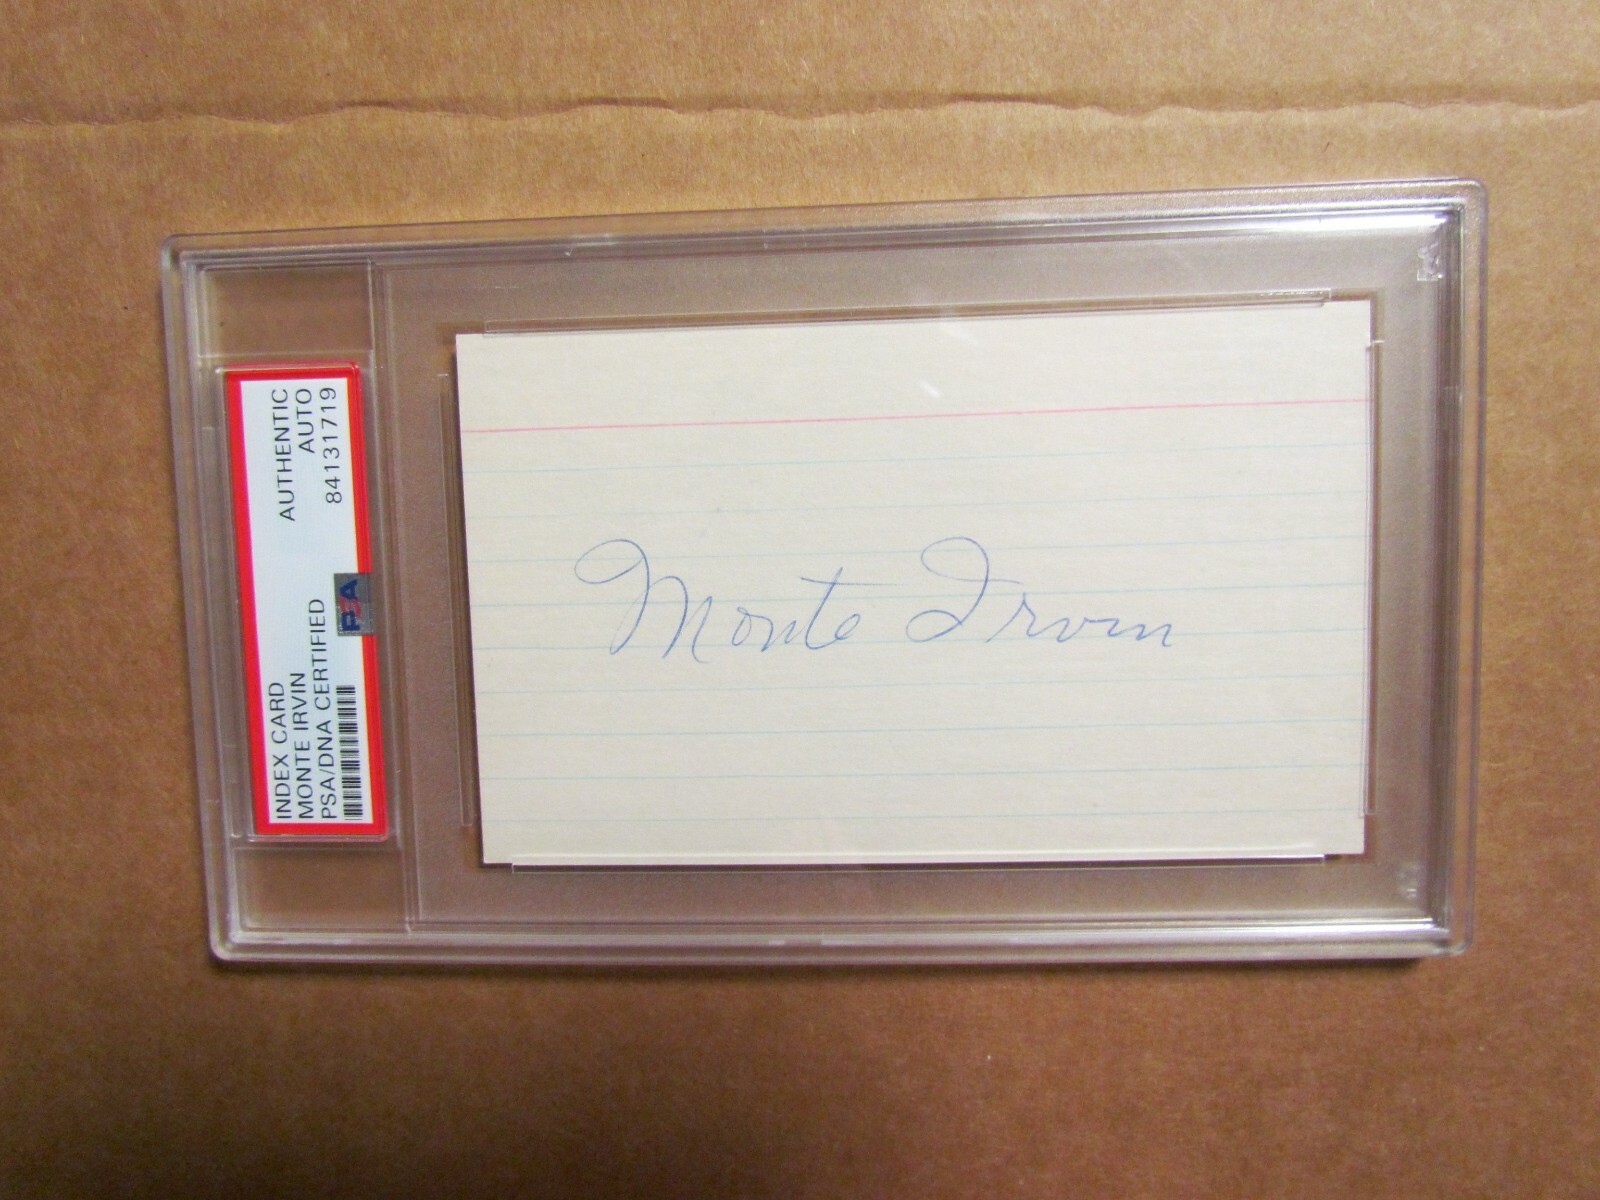 INDEX CARD
MONTE IRVIN
PSA/DNA CERTIFIED
AUTHENTIC
AUTO
84131719
PSA
Monte Irvin